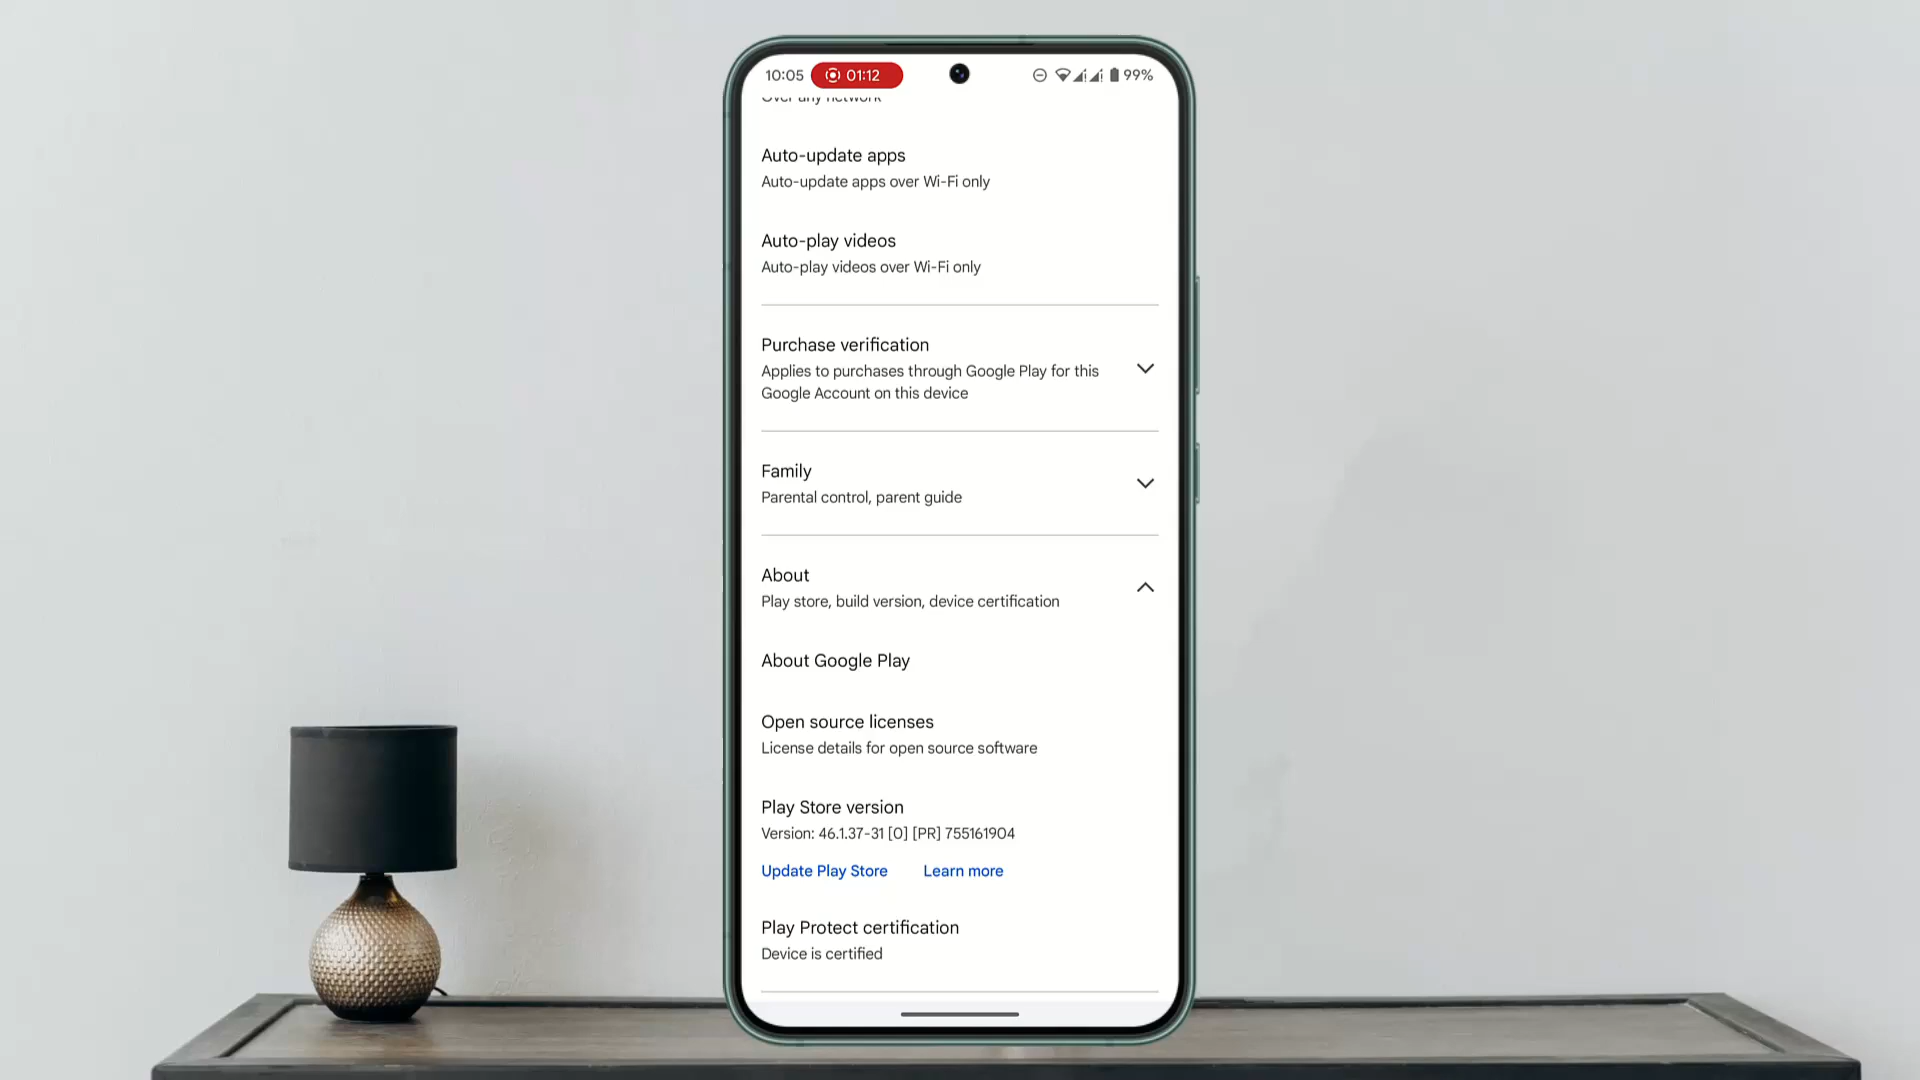 10:05 01:12 99%
Over any network
Auto-update apps
Auto-update apps over Wi-Fi only
Auto-play videos
Auto-play videos over Wi-Fi only
Purchase verification
Applies to purchases through Google Play for this
Google Account on this device
Family
Parental control, parent guide
About
Play store, build version, device certification
About Google Play
Open source licenses
License details for open source software
Play Store version
Version: 46.1.37-31 [0] [PR] 755161904
Update Play Store Learn more
Play Protect certification
Device is certified